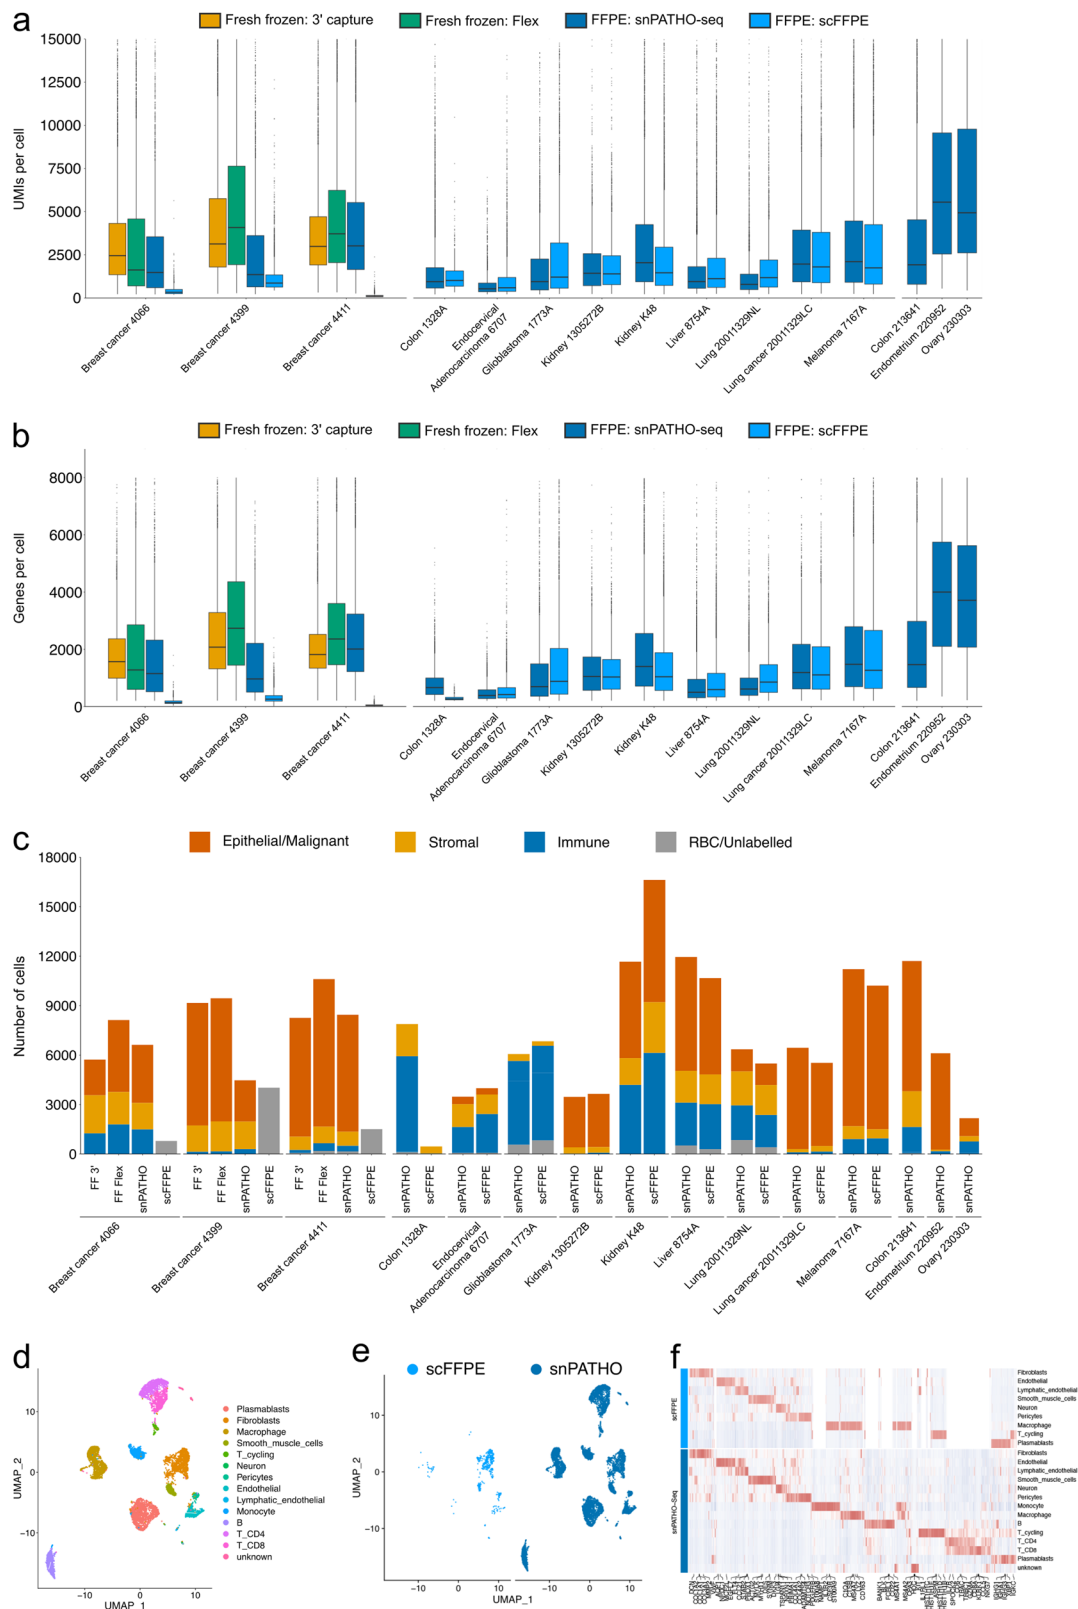 a
Fresh frozen: 3' capture
Fresh frozen: Flex
FFPE: snPATHO-seq
FFPE: scFFPE
UMIs per cell
15000
12500
10000
7500
5000
2500
0
Breast cancer 4066
Breast cancer 4399
Breast cancer 4411
Colon 1328A
Endocervical
Adenocarcinoma 6707
Glioblastoma 1773A
Kidney 1305272B
Kidney K48
Liver 8754A
Lung 20011329NL
Lung cancer 20011329LC
Melanoma 7167A
Colon 213641
Endometrium 220952
Ovary 230303
b
Fresh frozen: 3' capture
Fresh frozen: Flex
FFPE: snPATHO-seq
FFPE: scFFPE
Genes per cell
8000
6000
4000
2000
0
Breast cancer 4066
Breast cancer 4399
Breast cancer 4411
Colon 1328A
Endocervical
Adenocarcinoma 6707
Glioblastoma 1773A
Kidney 1305272B
Kidney K48
Liver 8754A
Lung 20011329NL
Lung cancer 20011329LC
Melanoma 7167A
Colon 213641
Endometrium 220952
Ovary 230303
c
Epithelial/Malignant
Stromal
Immune
RBC/Unlabelled
Number of cells
18000
15000
12000
9000
6000
3000
0
FF 3'
FF Flex
snPATHO
scFFPE
FF 3'
FF Flex
snPATHO
scFFPE
FF 3'
FF Flex
snPATHO
scFFPE
snPATHO
scFFPE
snPATHO
scFFPE
snPATHO
scFFPE
snPATHO
scFFPE
snPATHO
scFFPE
snPATHO
scFFPE
snPATHO
scFFPE
snPATHO
scFFPE
snPATHO
scFFPE
snPATHO
snPATHO
snPATHO
Breast cancer 4066
Breast cancer 4399
Breast cancer 4411
Colon 1328A
Endocervical
Adenocarcinoma 6707
Glioblastoma 1773A
Kidney 1305272B
Kidney K48
Liver 8754A
Lung 20011329NL
Lung cancer 20011329LC
Melanoma 7167A
Colon 213641
Endometrium 220952
Ovary 230303
d
UMAP_2
10
0
−10
−10
0
10
UMAP_1
Plasmablasts
Fibroblasts
Macrophage
Smooth_muscle_cells
T_cycling
Neuron
Pericytes
Endothelial
Lymphatic_endothelial
Monocyte
B
T_CD4
T_CD8
unknown
e
scFFPE
snPATHO
UMAP_2
10
0
−10
−10
0
10
−10
0
10
UMAP_1
f
scFFPE
Fibroblasts
Endothelial
Lymphatic_endothelial
Smooth_muscle_cells
Neuron
Pericytes
Macrophage
T_cycling
Plasmablasts
snPATHO-Seq
Fibroblasts
Endothelial
Lymphatic_endothelial
Smooth_muscle_cells
Neuron
Pericytes
Monocyte
Macrophage
B
T_cycling
T_CD4
T_CD8
Plasmablasts
unknown